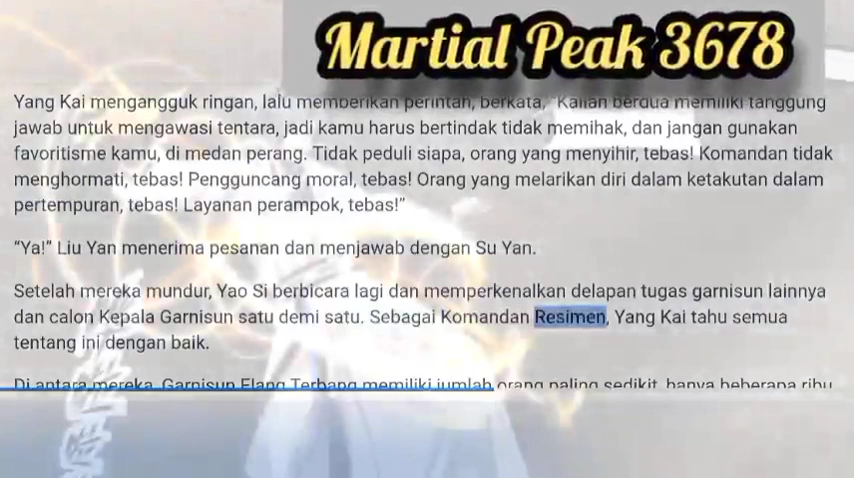 Martial Peak 3678
Yang Kai mengangguk ringan, lalu memberikan perintah, berkata, "Kalian berdua memiliki tanggung
jawab untuk mengawasi tentara, jadi kamu harus bertindak tidak memihak, dan jangan gunakan
favoritisme kamu, di medan perang. Tidak peduli siapa, orang yang menyihir, tebas! Komandan tidak
menghormati, tebas! Pengguncang moral, tebas! Orang yang melarikan diri dalam ketakutan dalam
pertempuran, tebas! Layanan perampok, tebas!”
“Ya!” Liu Yan menerima pesanan dan menjawab dengan Su Yan.
Setelah mereka mundur, Yao Si berbicara lagi dan memperkenalkan delapan tugas garnisun lainnya
dan calon Kepala Garnisun satu demi satu. Sebagai Komandan Resimen, Yang Kai tahu semua
tentang ini dengan baik.
Di antara mereka, Garnisun Elang Terbang memiliki jumlah orang paling sedikit, hanya beberapa ribu